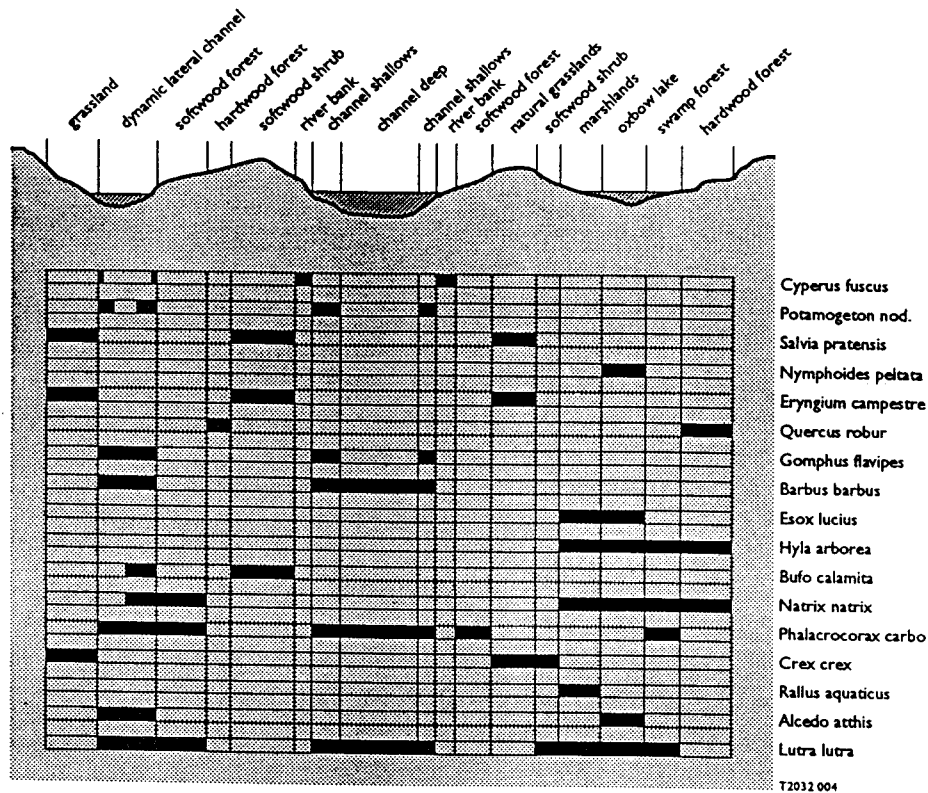 grassland
dynamic lateral channel
softwood forest
hardwood forest
softwood shrub
river bank
channel shallows
channel deep
channel shallows
river bank
softwood forest
natural grasslands
softwood shrub
marshlands
oxbow lake
swamp forest
hardwood forest
Cyperus fuscus
Potamogeton nod.
Salvia pratensis
Nymphoides peltata
Eryngium campestre
Quercus robur
Gomphus flavipes
Barbus barbus
Esox lucius
Hyla arborea
Bufo calamita
Natrix natrix
Phalacrocorax carbo
Crex crex
Rallus aquaticus
Alcedo atthis
Lutra lutra
T2032 004